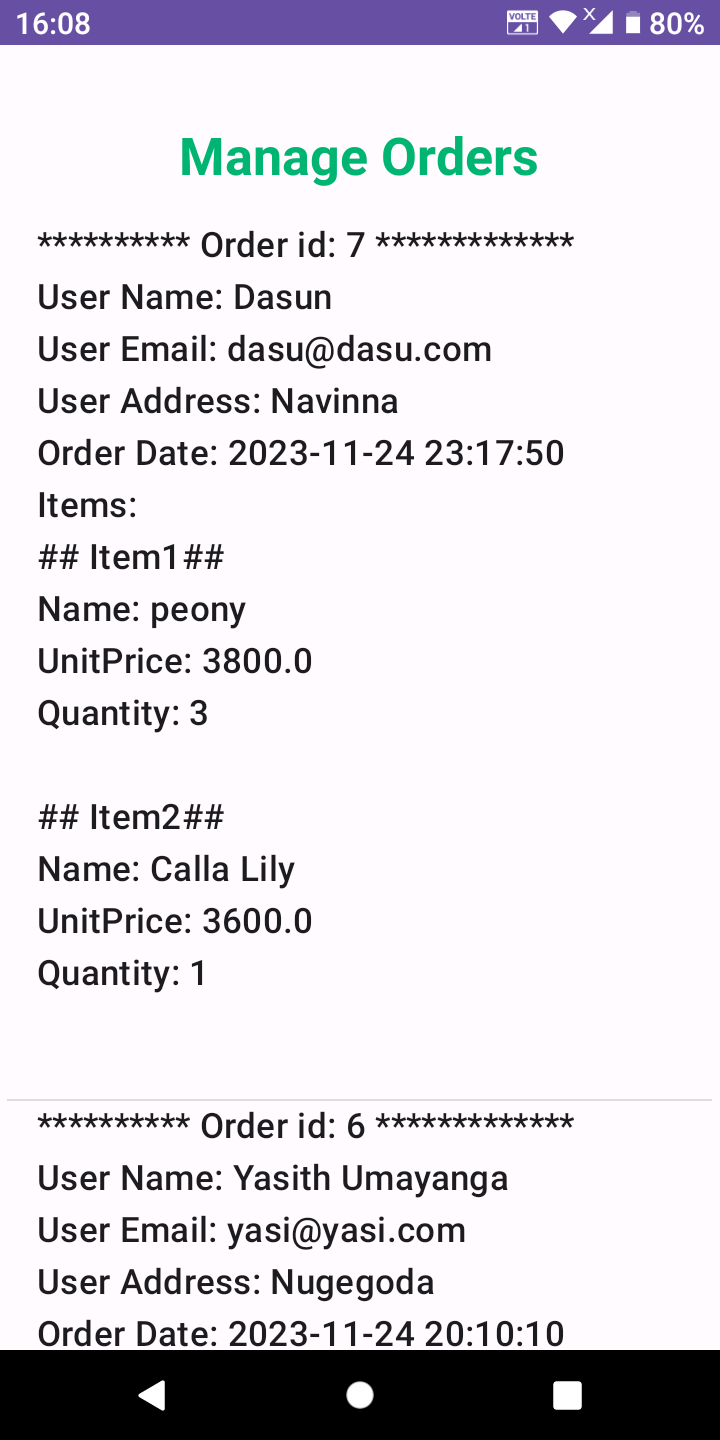 16:08
VOLTE
1
X
80%
Manage Orders
********** Order id: 7 *************
User Name: Dasun
User Email: dasu@dasu.com
User Address: Navinna
Order Date: 2023-11-24 23:17:50
Items:
## Item1##
Name: peony
UnitPrice: 3800.0
Quantity: 3
## Item2##
Name: Calla Lily
UnitPrice: 3600.0
Quantity: 1
********** Order id: 6 *************
User Name: Yasith Umayanga
User Email: yasi@yasi.com
User Address: Nugegoda
Order Date: 2023-11-24 20:10:10